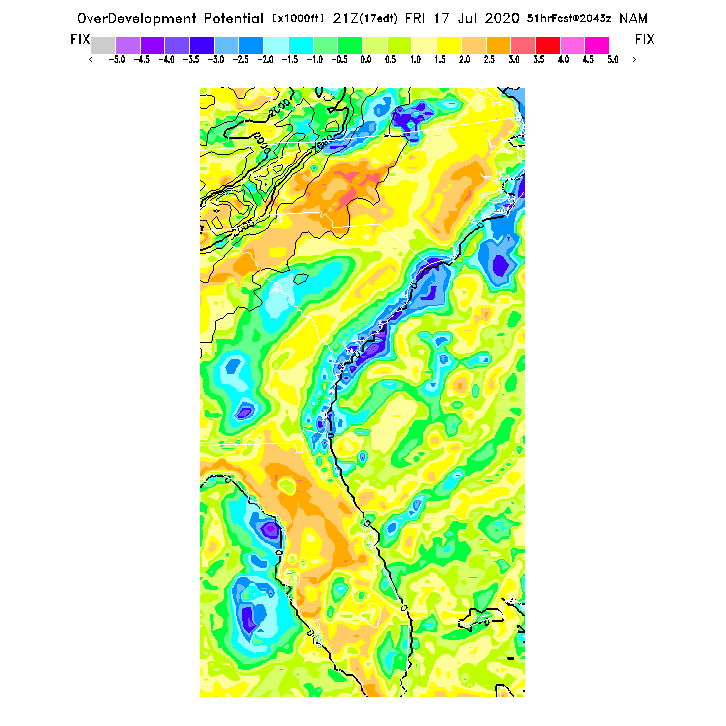 OverDevelopment Potential [x1000ft] 21Z(17edt) FRI 17 Jul 2020 51hrFcst@2043z NAM
FIX FIX
< -5.0 -4.5 -4.0 -3.5 -3.0 -2.5 -2.0 -1.5 -1.0 -0.5 0.0 0.5 1.0 1.5 2.0 2.5 3.0 3.5 4.0 4.5 5.0 >
2000
2000